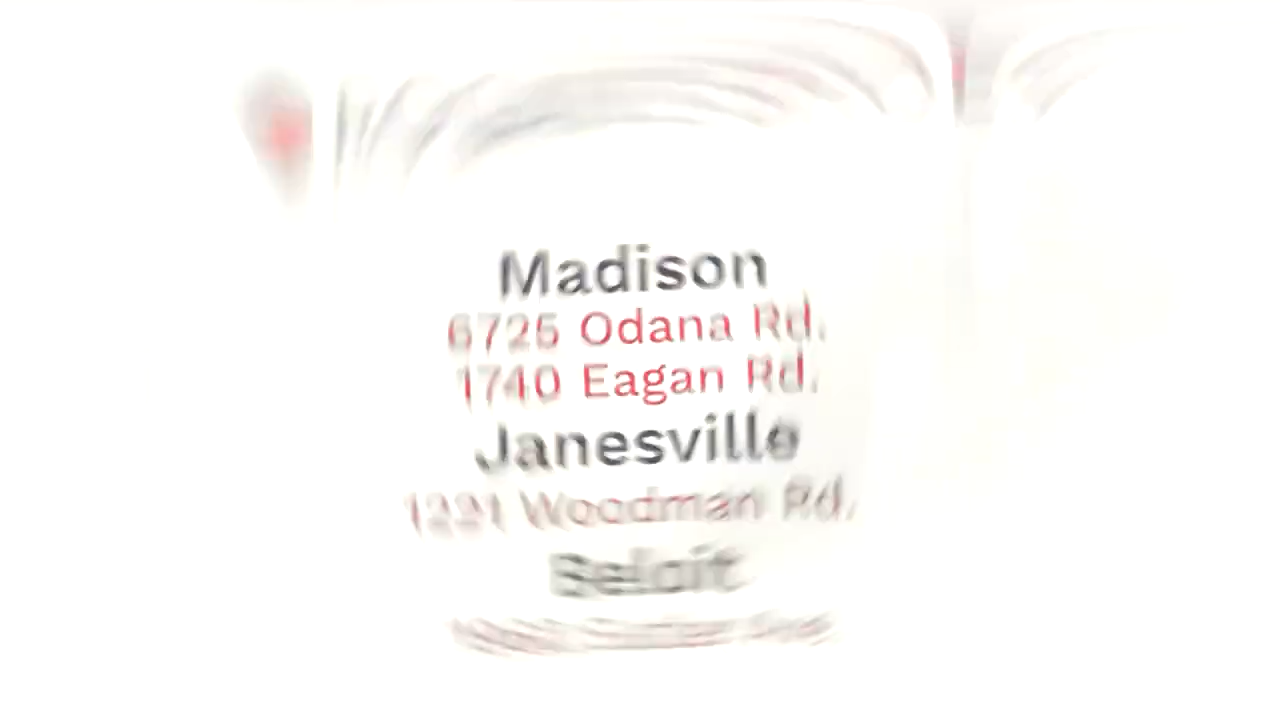 Madison
6725 Odana Rd.
1740 Eagan Rd.
Janesville
Woodman Rd.
Beloit